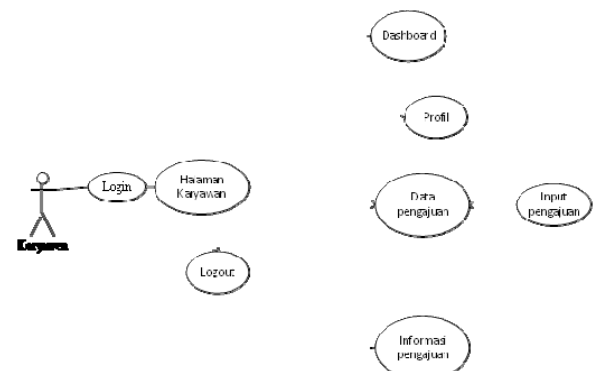 Dashboard
Profil
Login
Halaman
Karyawan
Data
pengajuan
Input
pengajuan
Karyawan
Logout
Informasi
pengajuan